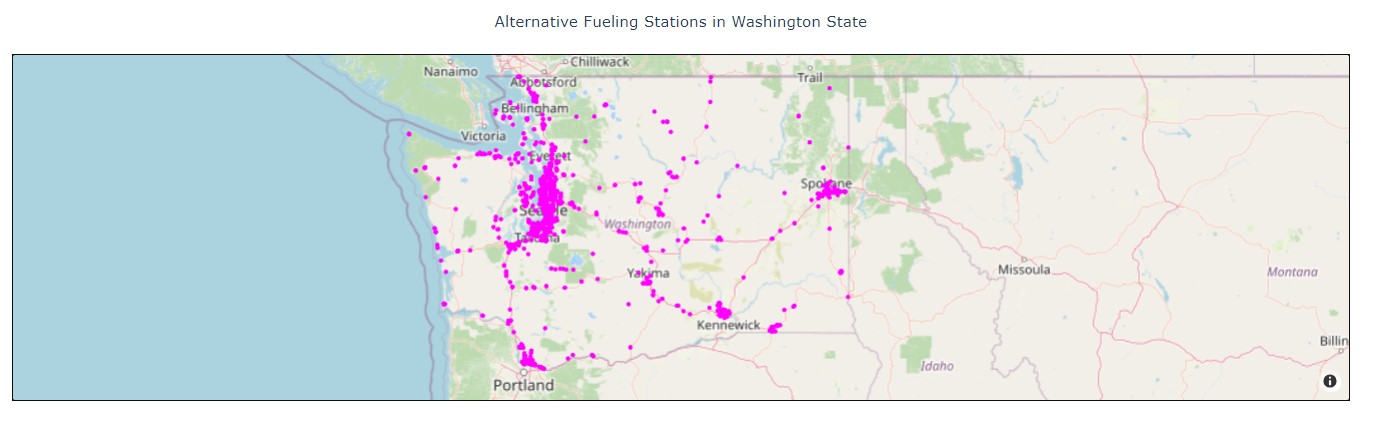 Alternative Fueling Stations in Washington State
Nanaimo
Chilliwack
Abbotsford
Trail
Bellingham
Victoria
Everett
Spokane
Seattle
Washington
Tacoma
Yakima
Missoula
Montana
Kennewick
Billin
Idaho
Portland